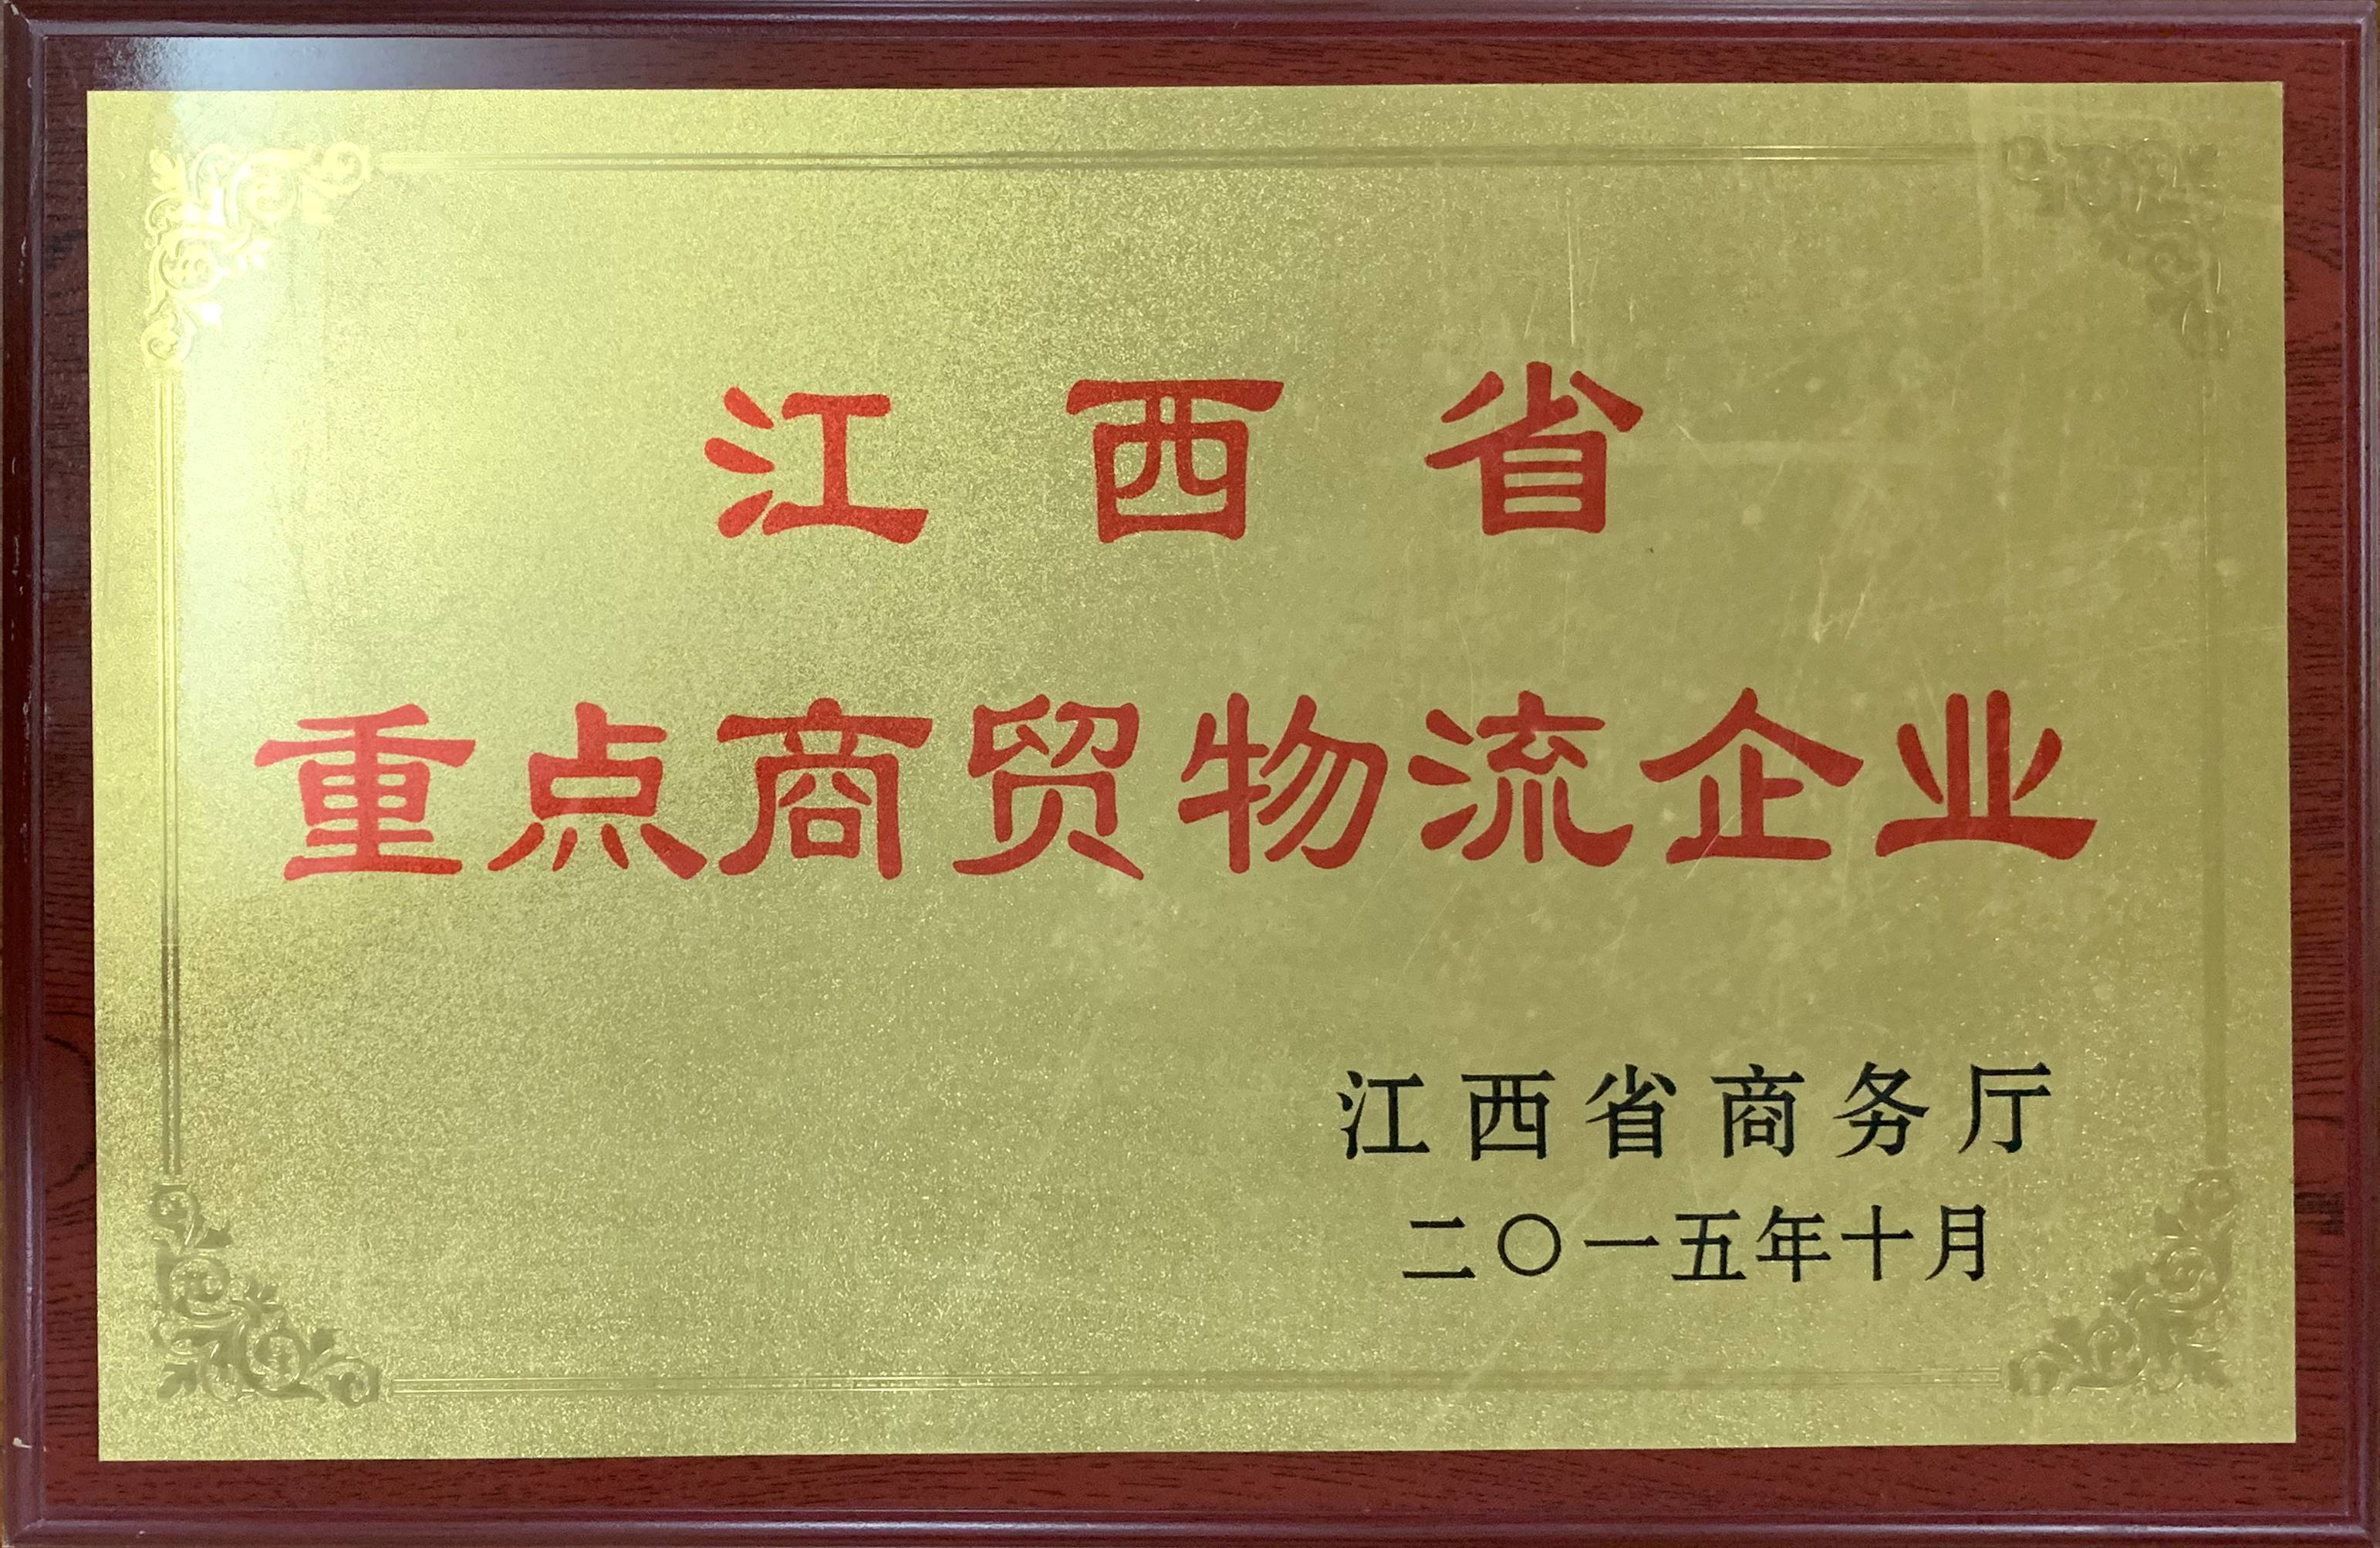 江西省
重点商贸物流企业
江西省商务厅
二〇一五年十月